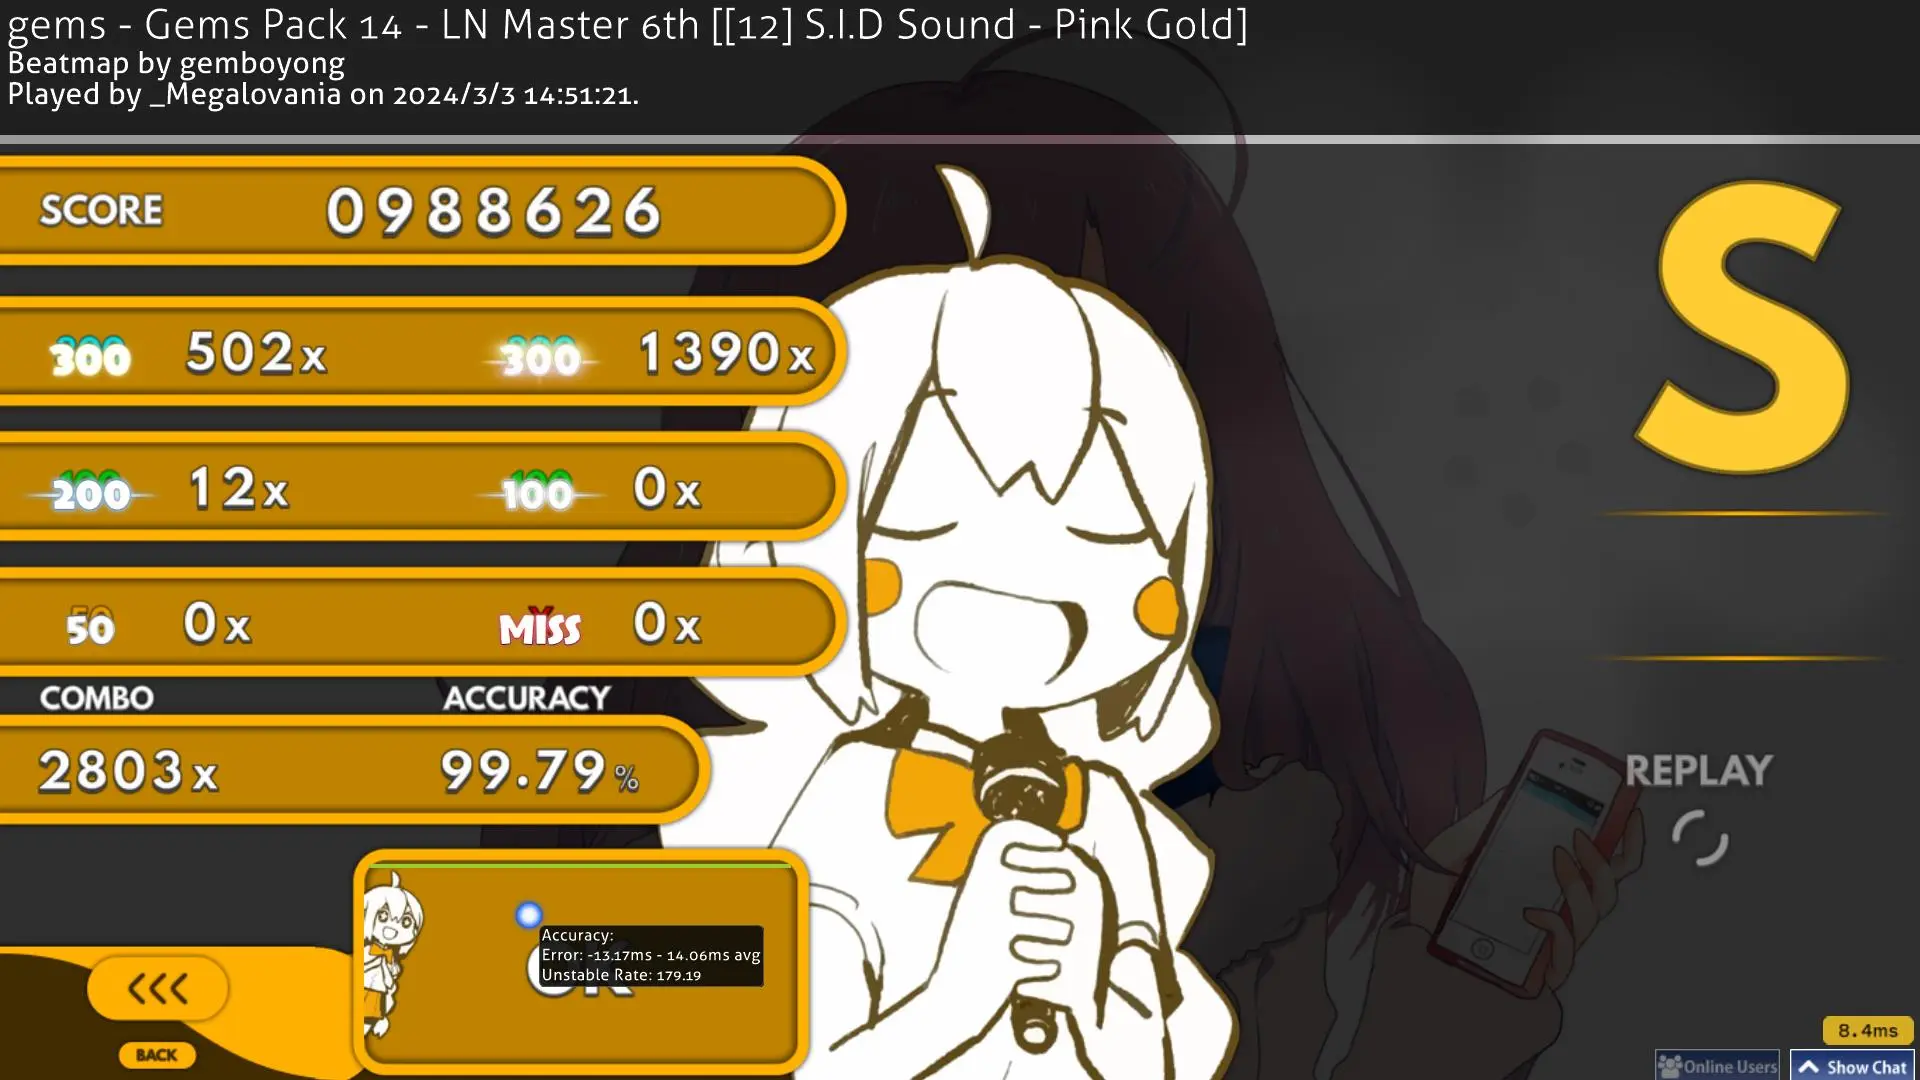 gems - Gems Pack 14 - LN Master 6th [[12] S.I.D Sound - Pink Gold]
Beatmap by gemboyong
Played by _Megalovania on 2024/3/3 14:51:21.
SCORE 0988626
300 502x 300 1390x
200 12x 100 0x
50 0x MISS 0x
COMBO ACCURACY
2803x 99.79%
REPLAY
Accuracy:
Error: -13.17ms - 14.06ms avg
Unstable Rate: 179.19
OK
S
BACK
8.4ms
Online Users
Show Chat